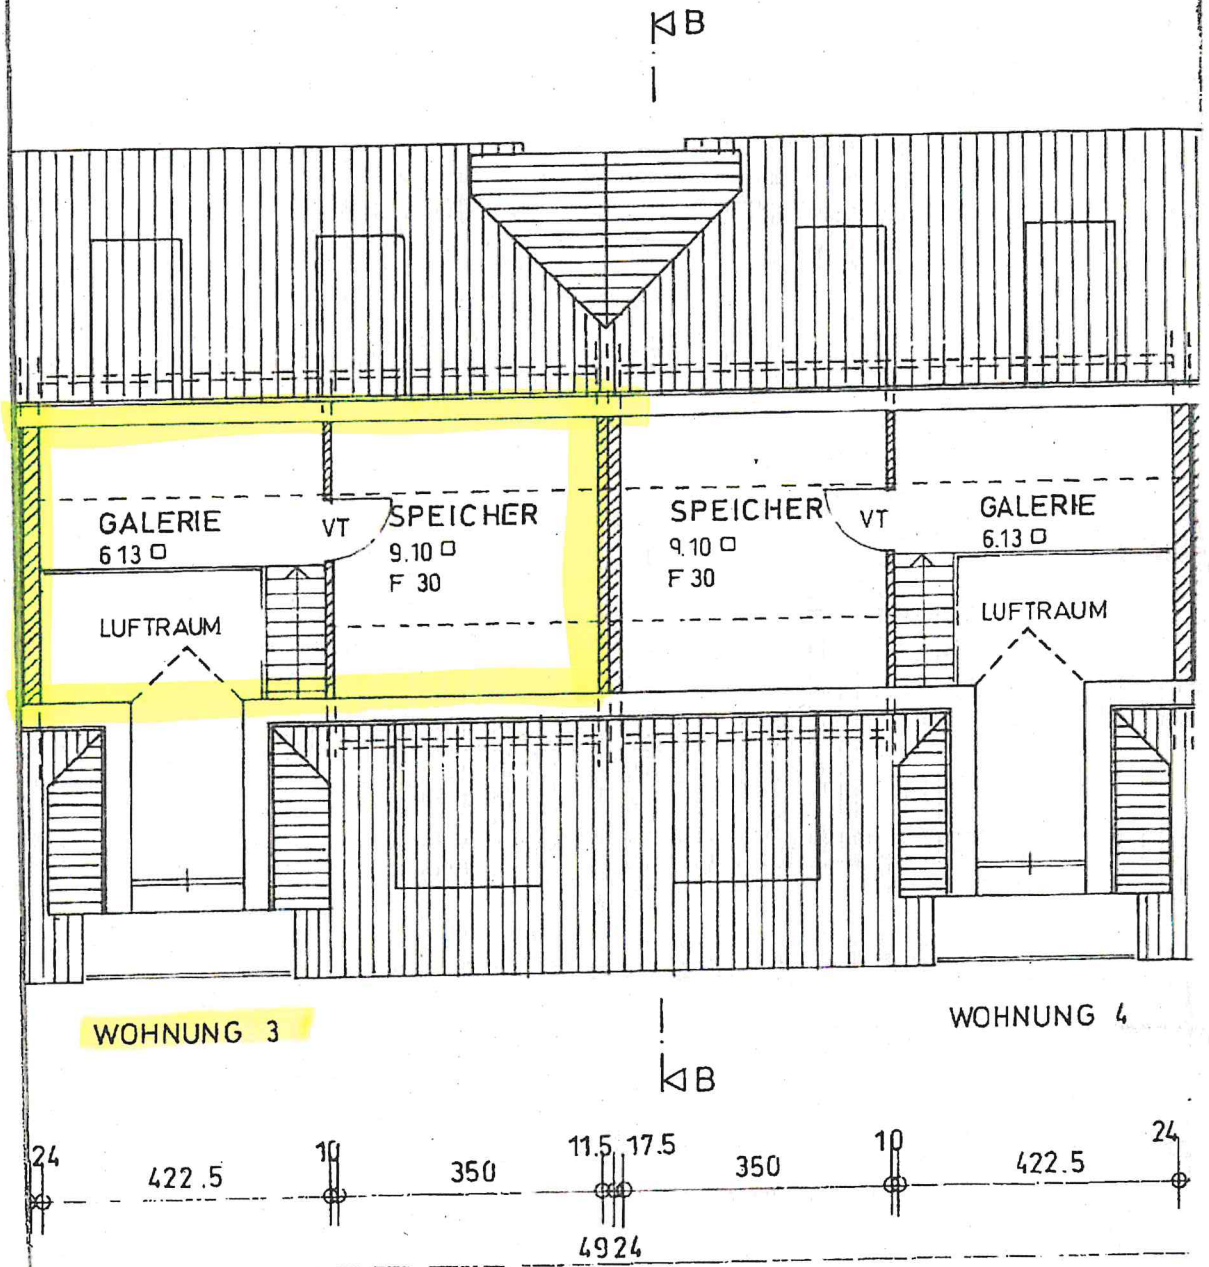 B
GALERIE
6.13 □
VT
SPEICHER
9.10 □
F 30
LUFTRAUM
SPEICHER
9.10 □
F 30
VT
GALERIE
6.13 □
LUFTRAUM
WOHNUNG 3
WOHNUNG 4
B
24 422.5 10 350 11.5 17.5 350 10 422.5 24
4924